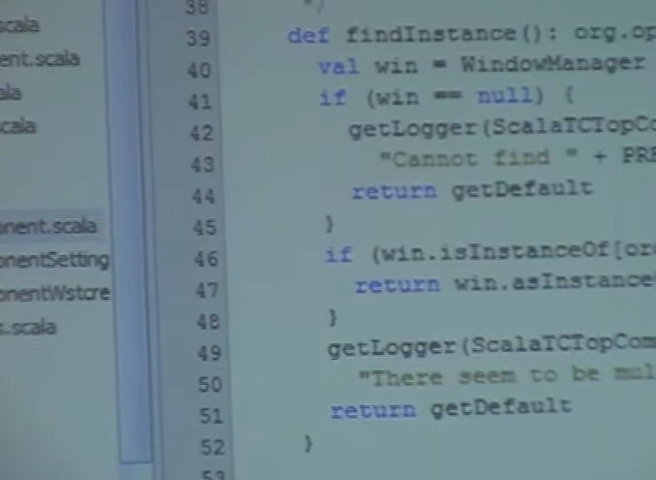 scala
ent.scala
ala
cala
onent.scala
onentSetting
onentWstcre
s.scala
38 */
39 def findInstance(): org.op
40 val win = WindowManager
41 if (win == null) {
42 getLogger(ScalaTCTopCo
43 "Cannot find " + PRE
44 return getDefault
45 }
46 if (win.isInstanceOf[or
47 return win.asInstance
48 }
49 getLogger(ScalaTCTopCom
50 "There seem to be mul
51 return getDefault
52 }
53